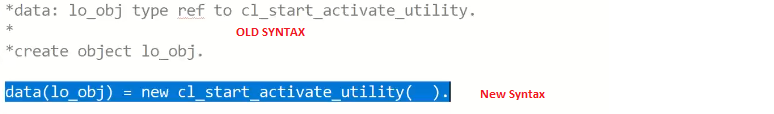 *data: lo_obj type ref to cl_start_activate_utility.
* OLD SYNTAX
*create object lo_obj.
data(lo_obj) = new cl_start_activate_utility(  ). New Syntax